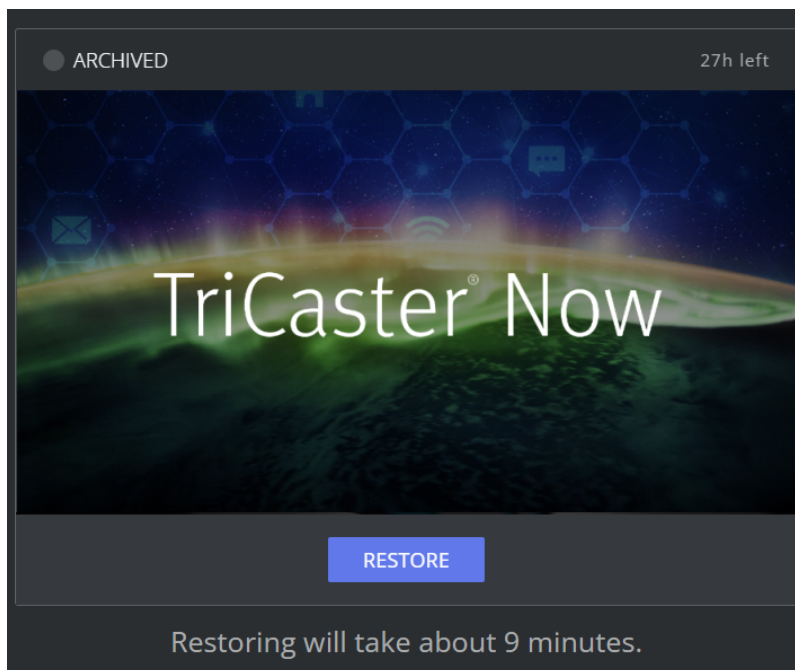 ARCHIVED
27h left
TriCaster® Now
RESTORE
Restoring will take about 9 minutes.